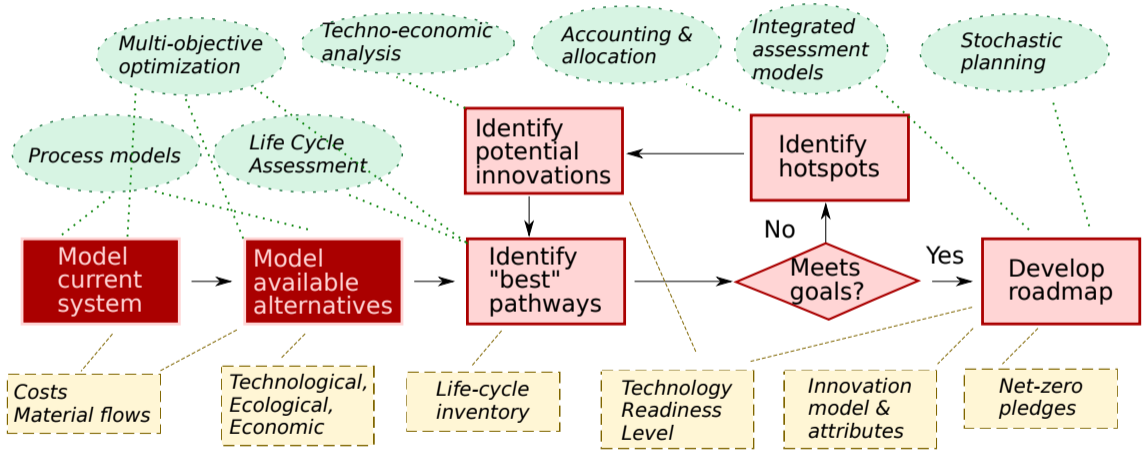 Multi-objective
optimization
Techno-economic
analysis
Accounting &
allocation
Integrated
assessment
models
Stochastic
planning
Process models
Life Cycle
Assessment
Identify
potential
innovations
Identify
hotspots
No
Model
current
system
Model
available
alternatives
Identify
"best"
pathways
Meets
goals?
Yes
Develop
roadmap
Costs
Material flows
Technological,
Ecological,
Economic
Life-cycle
inventory
Technology
Readiness
Level
Innovation
model &
attributes
Net-zero
pledges